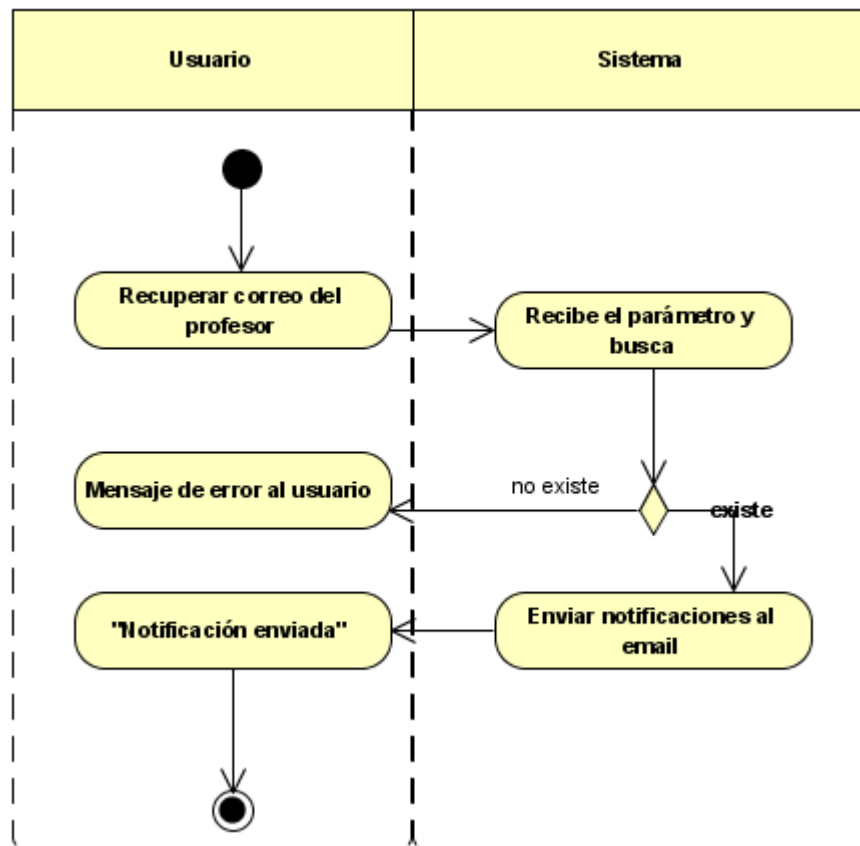 Usuario
Sistema
Recuperar correo del
profesor
Recibe el parámetro y
busca
Mensaje de error al usuario
no existe
existe
"Notificación enviada"
Enviar notificaciones al
email